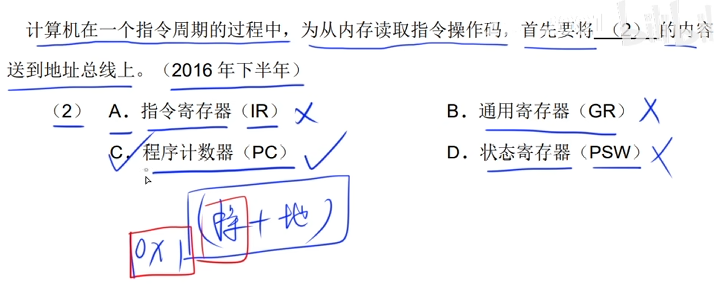 计算机在一个指令周期的过程中，为从内存读取指令操作码，首先要将 （2） 的内容
送到地址总线上。（2016 年下半年）
（2） A．指令寄存器（IR） X B．通用寄存器（GR） X
C．程序计数器（PC） ✓ D．状态寄存器（PSW） X
+ 地）
0X1